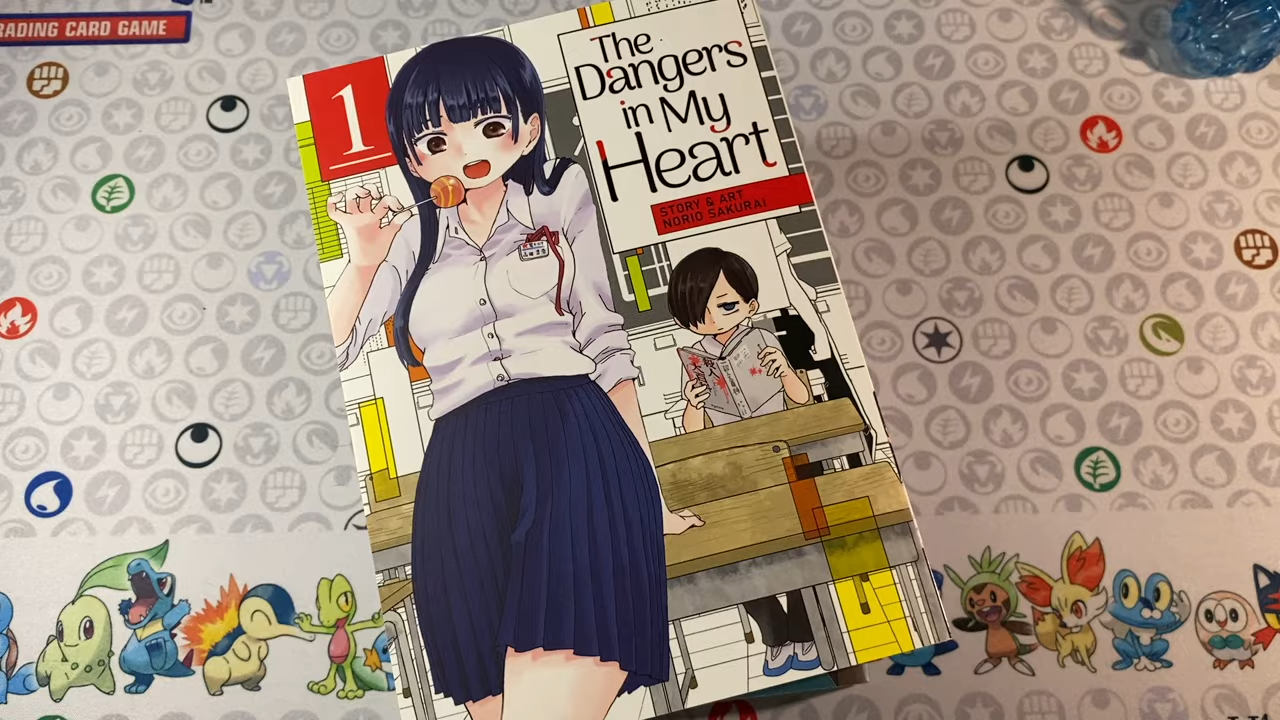 RADING CARD GAME
1
The
Dangers
in My
Heart
STORY & ART
NORIO SAKURAI